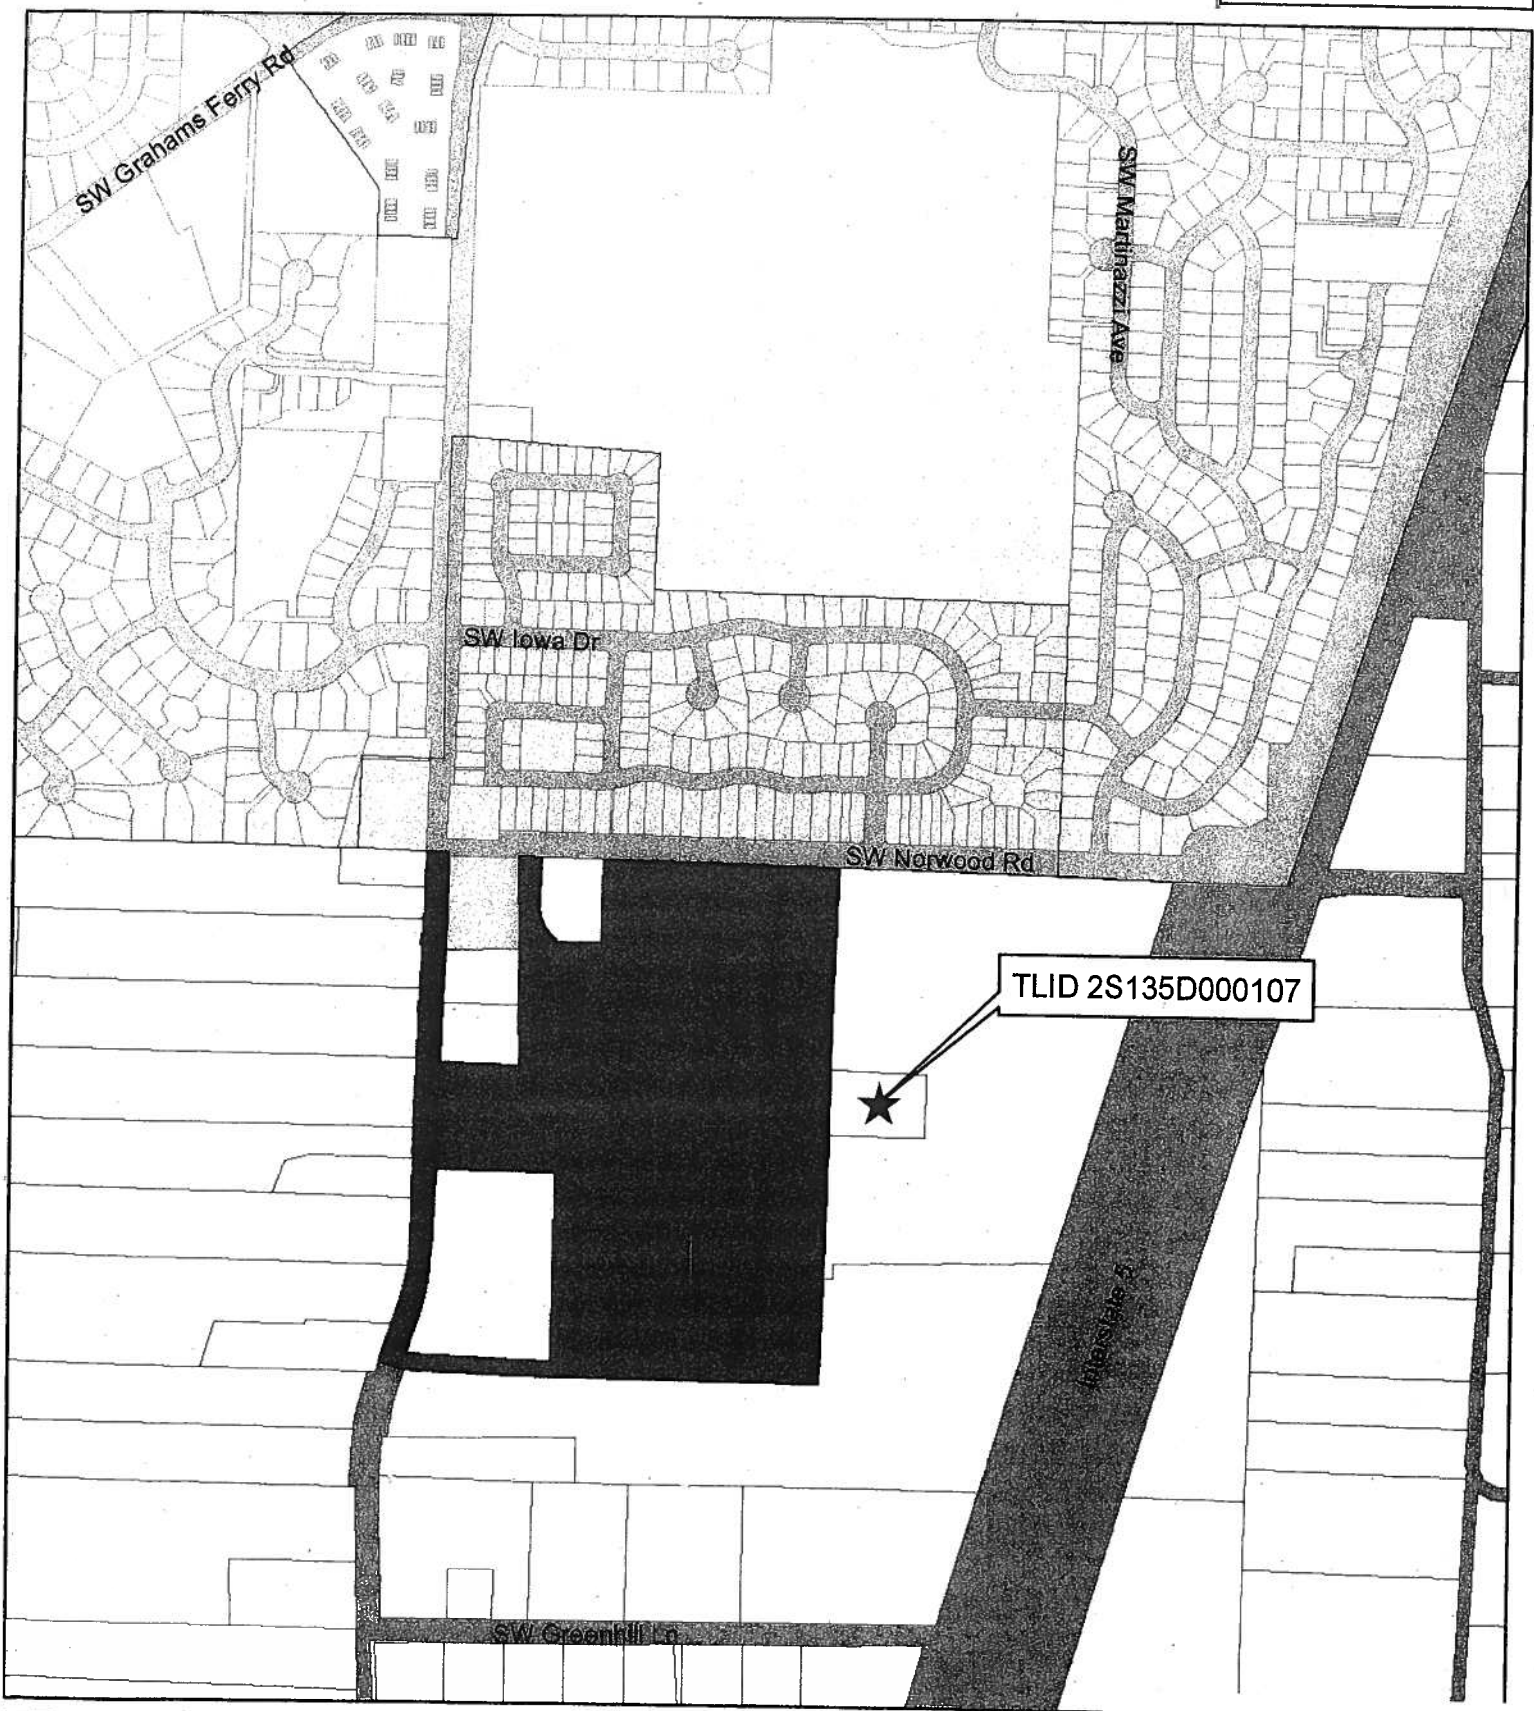 SW Grahams Ferry Rd
SW Martinazzi Ave
SW Iowa Dr
SW Norwood Rd
TLID 2S135D000107
Interstate 5
SW Greenhill Ln